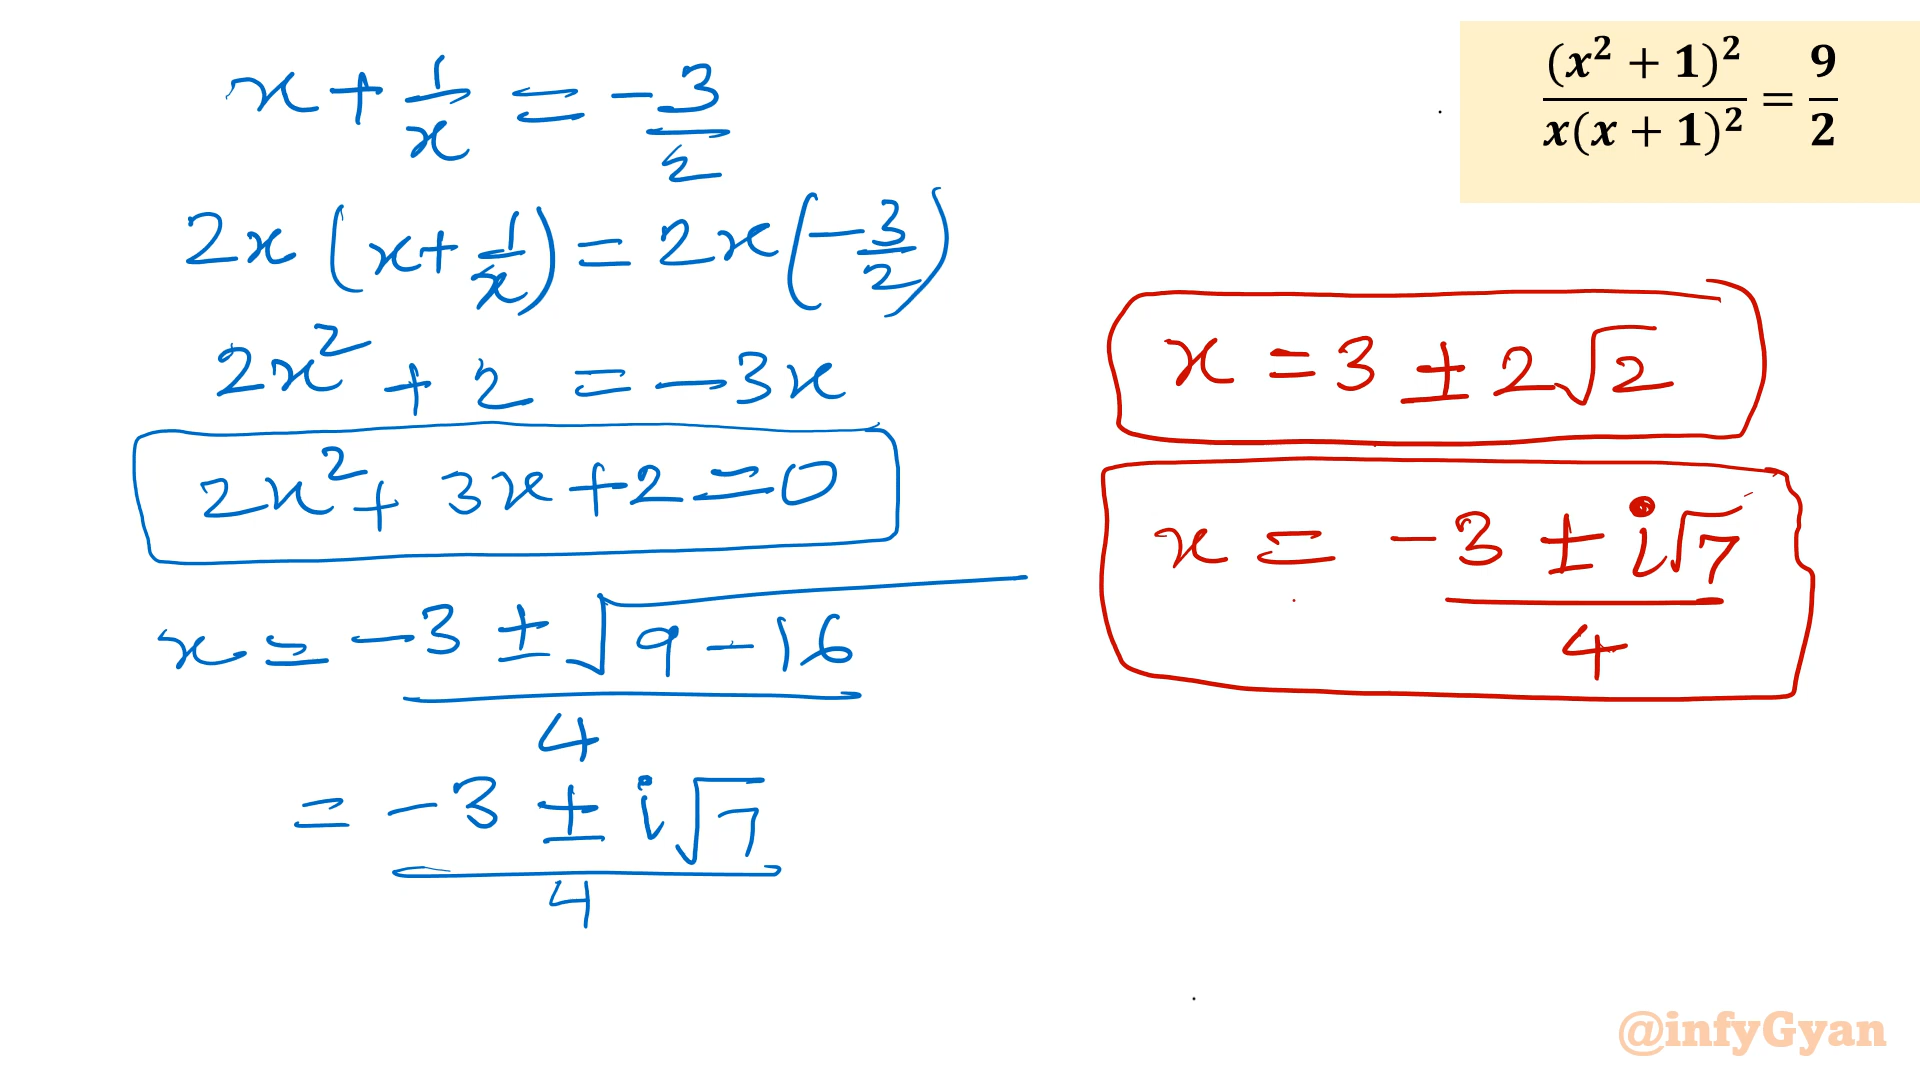 x + 1/x = -3/2
2x (x + 1/x) = 2x (-3/2)
2x² + 2 = -3x
2x² + 3x + 2 = 0
x = (-3 ± √(9 - 16))/4
= (-3 ± i√7)/4
(x² + 1)²/(x(x + 1)²) = 9/2
x = 3 ± 2√2
x = (-3 ± i√7)/4
@infyGyan